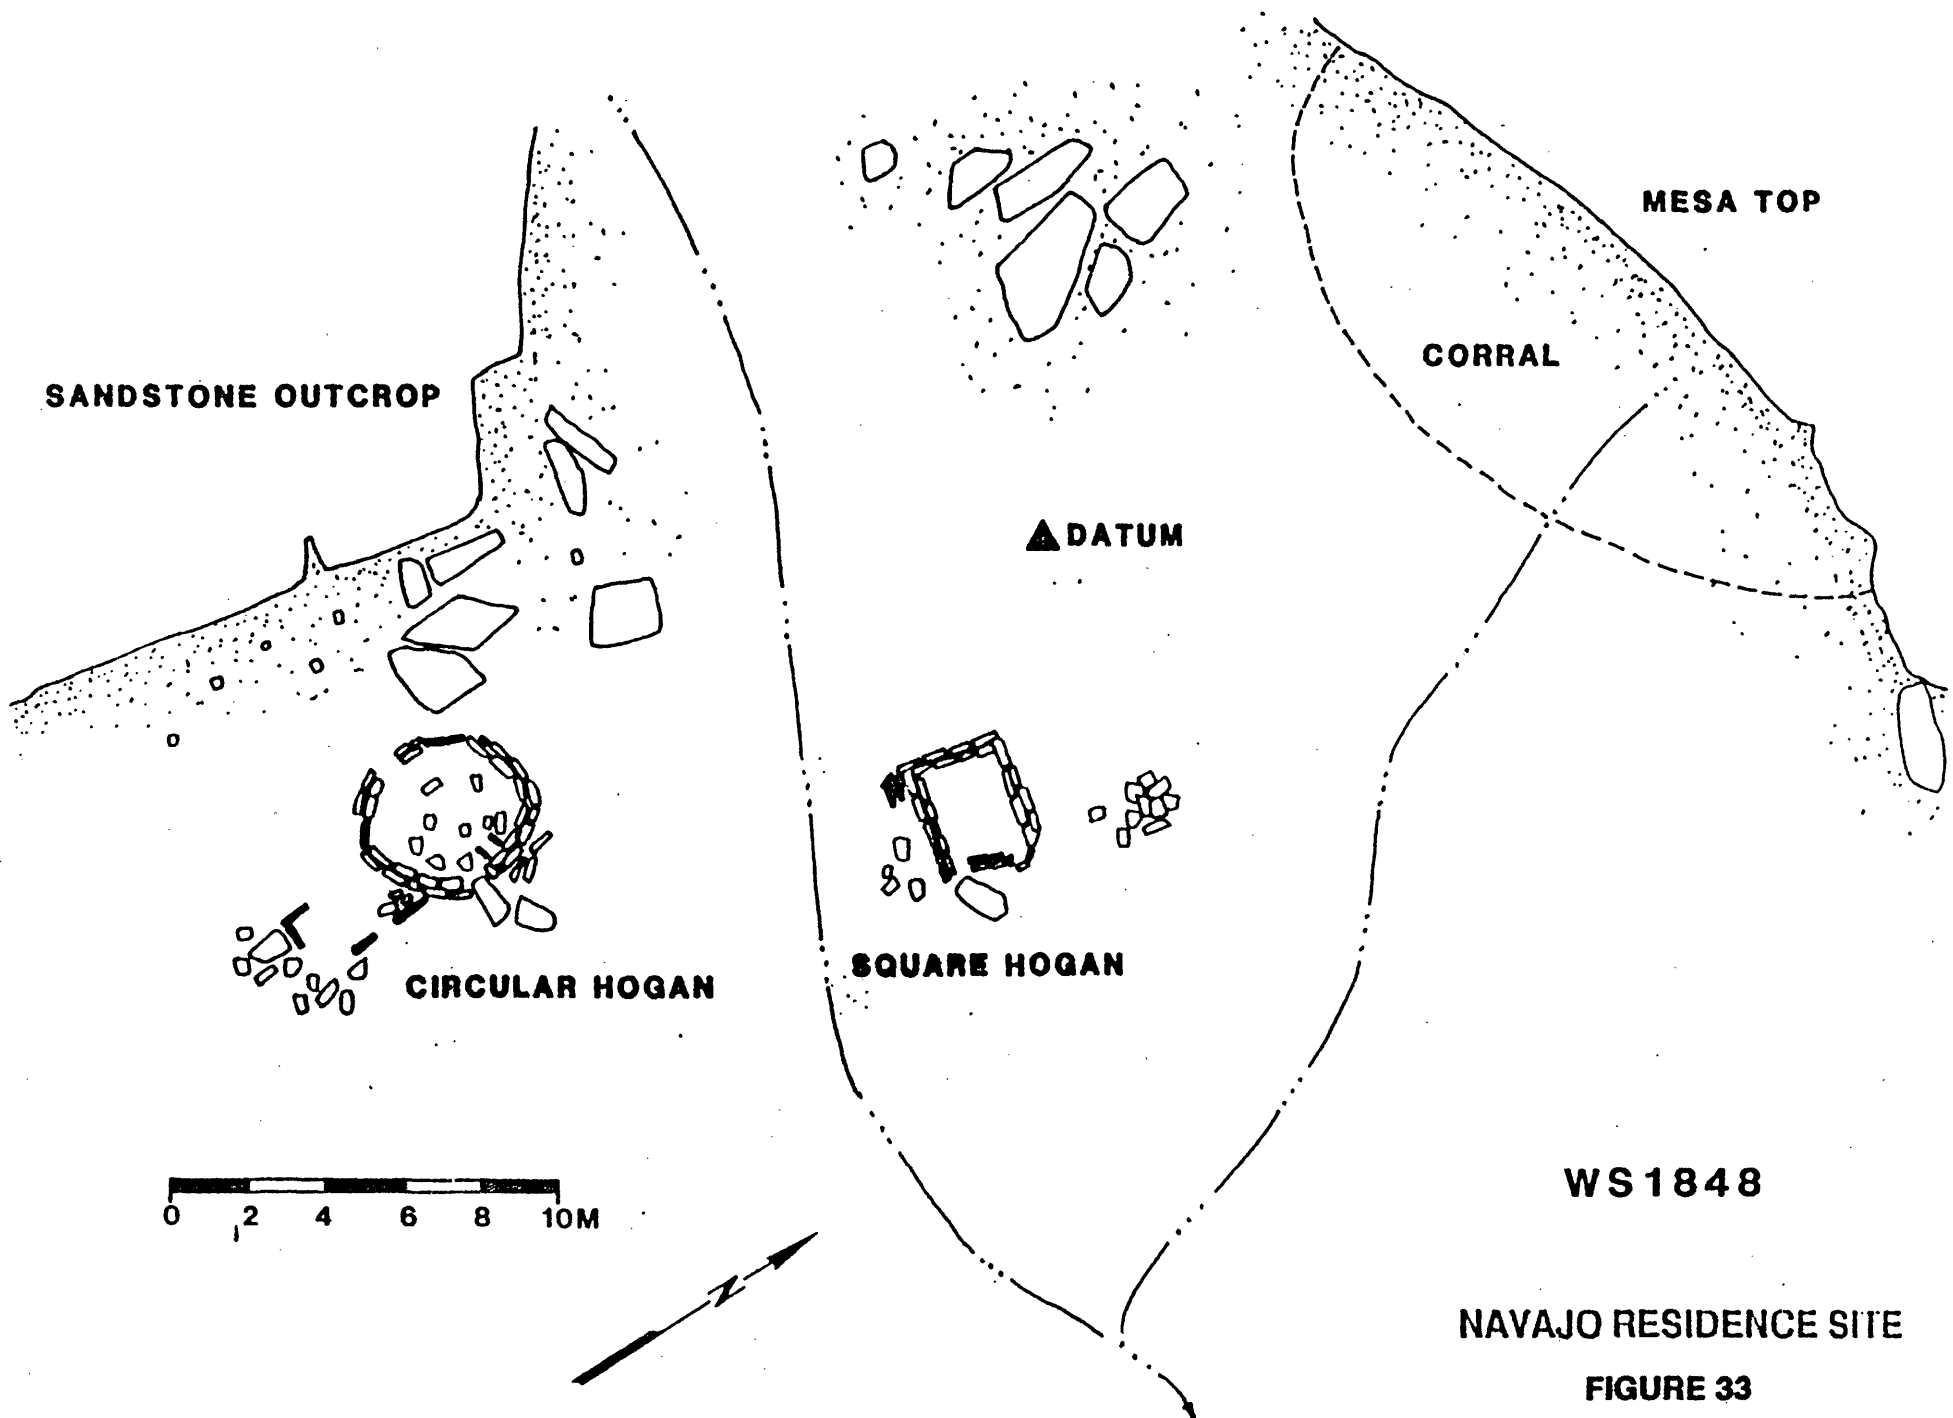 MESA TOP
CORRAL
SANDSTONE OUTCROP
DATUM
SQUARE HOGAN
CIRCULAR HOGAN
0 2 4 6 8 10M
N
WS1848
NAVAJO RESIDENCE SITE
FIGURE 33